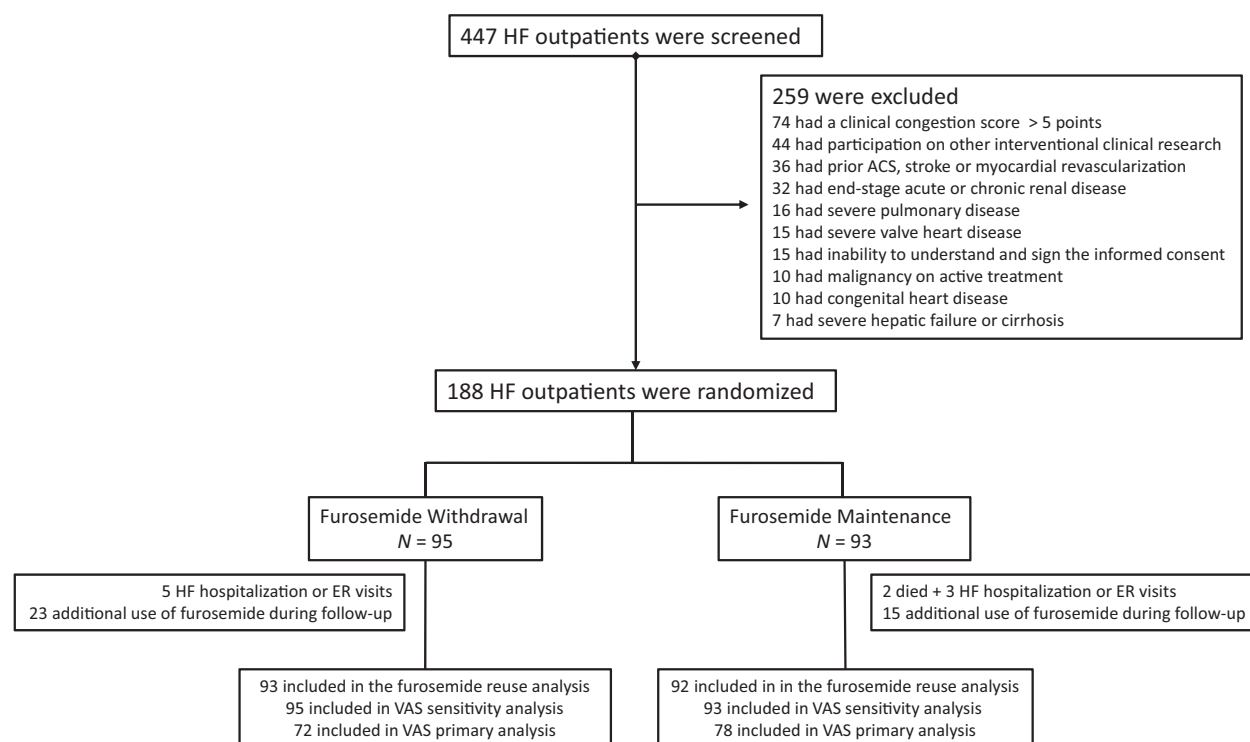 447 HF outpatients were screened
259 were excluded
74 had a clinical congestion score > 5 points
44 had participation on other interventional clinical research
36 had prior ACS, stroke or myocardial revascularization
32 had end-stage acute or chronic renal disease
16 had severe pulmonary disease
15 had severe valve heart disease
15 had inability to understand and sign the informed consent
10 had malignancy on active treatment
10 had congenital heart disease
7 had severe hepatic failure or cirrhosis
188 HF outpatients were randomized
Furosemide Withdrawal
N = 95
Furosemide Maintenance
N = 93
5 HF hospitalization or ER visits
23 additional use of furosemide during follow-up
2 died + 3 HF hospitalization or ER visits
15 additional use of furosemide during follow-up
93 included in the furosemide reuse analysis
95 included in VAS sensitivity analysis
72 included in VAS primary analysis
92 included in in the furosemide reuse analysis
93 included in VAS sensitivity analysis
78 included in VAS primary analysis